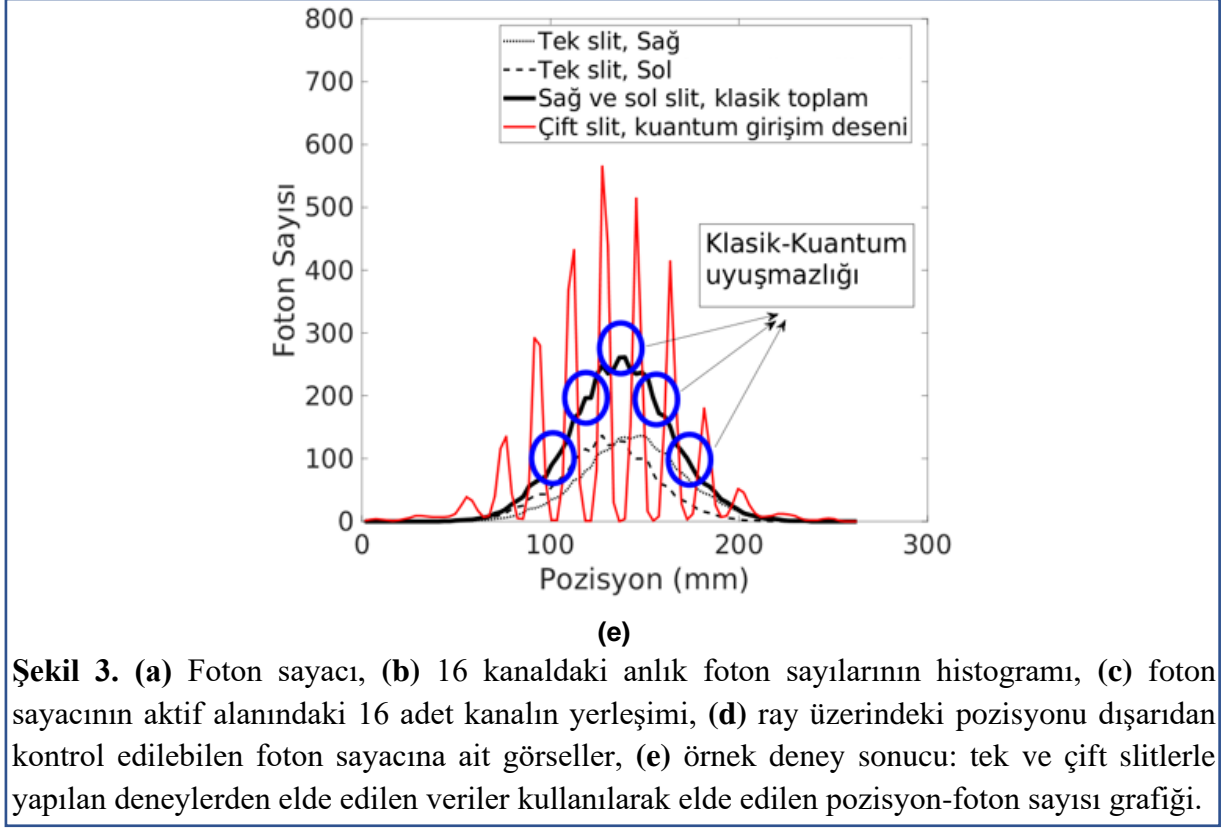 800
700
600
500
400
300
200
100
0
Foton Sayısı
Tek slit, Sağ
Tek slit, Sol
Sağ ve sol slit, klasik toplam
Çift slit, kuantum girişim deseni
Klasik-Kuantum
uyuşmazlığı
0 100 200 300
Pozisyon (mm)
(e)
Şekil 3. (a) Foton sayacı, (b) 16 kanaldaki anlık foton sayılarının histogramı, (c) foton
sayacının aktif alanındaki 16 adet kanalın yerleşimi, (d) ray üzerindeki pozisyonu dışarıdan
kontrol edilebilen foton sayacına ait görseller, (e) örnek deney sonucu: tek ve çift slitlerle
yapılan deneylerden elde edilen veriler kullanılarak elde edilen pozisyon-foton sayısı grafiği.